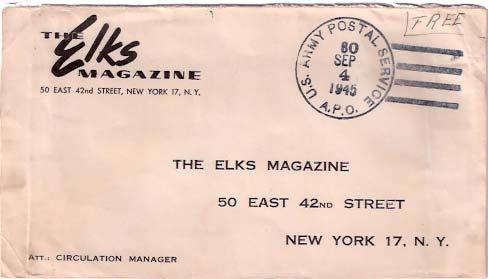 THE Elks
MAGAZINE
50 EAST 42nd STREET, NEW YORK 17, N. Y.
FREE
U.S. ARMY POSTAL SERVICE
80
SEP
4
1945
A.P.O.
THE ELKS MAGAZINE
50 EAST 42ND STREET
NEW YORK 17, N. Y.
ATT.: CIRCULATION MANAGER